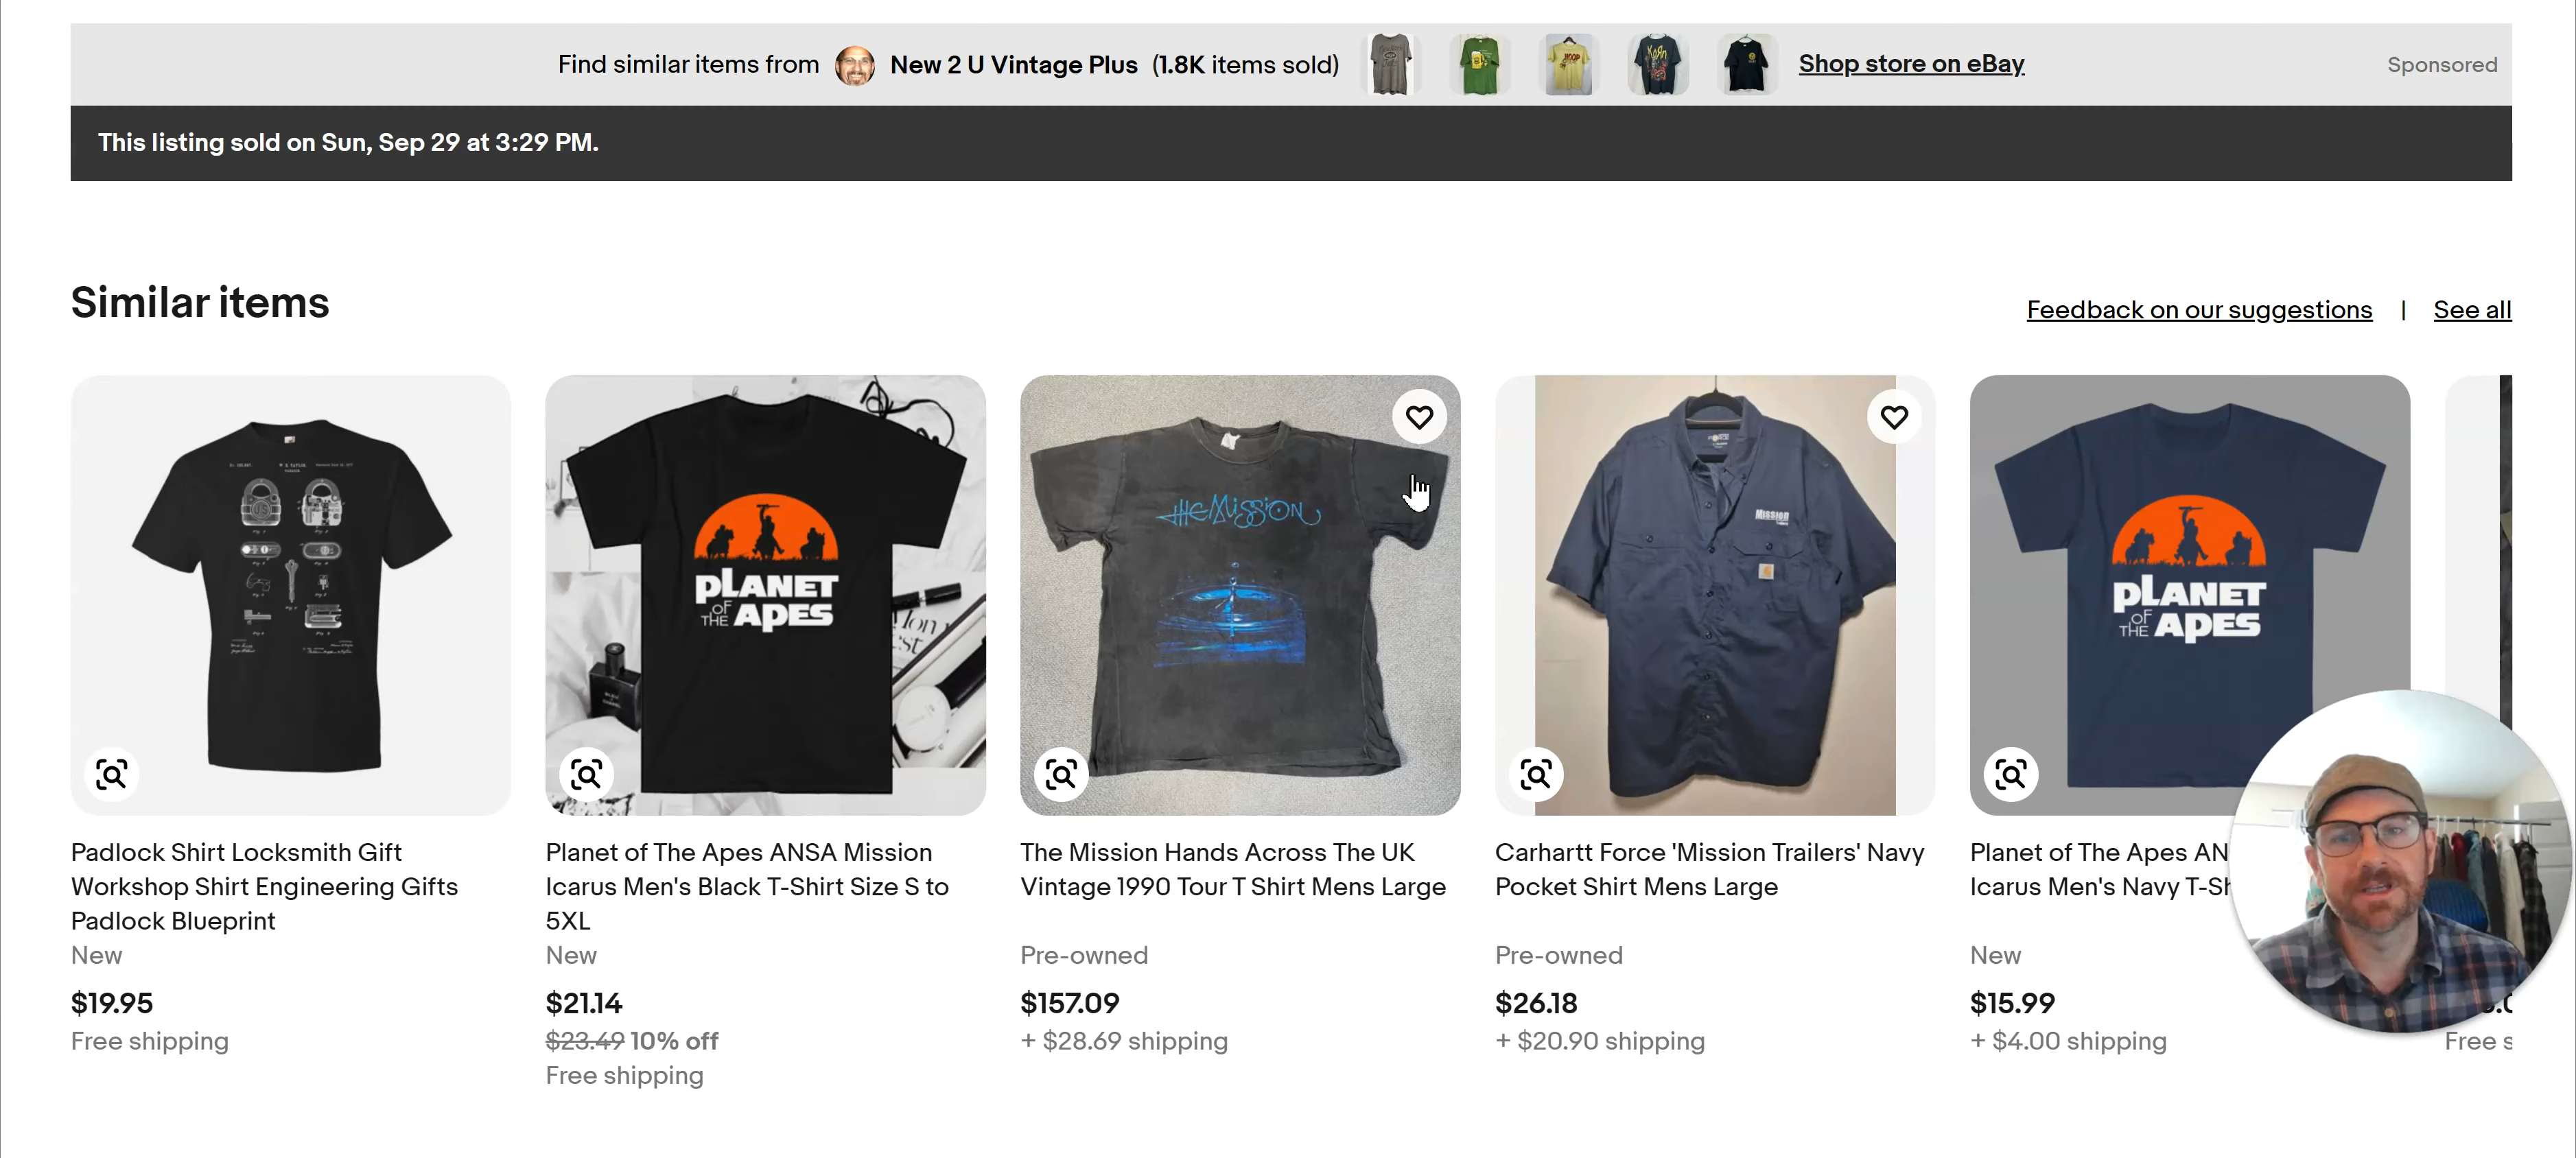 Find similar items from New 2 U Vintage Plus (1.8K items sold) Shop store on eBay Sponsored
This listing sold on Sun, Sep 29 at 3:29 PM.
Similar items
Feedback on our suggestions | See all
PLANET
OF
THE APES
the Mission
Mission
PLANET
OF
THE APES
Padlock Shirt Locksmith Gift
Workshop Shirt Engineering Gifts
Padlock Blueprint
New
$19.95
Free shipping
Planet of The Apes ANSA Mission
Icarus Men's Black T-Shirt Size S to
5XL
New
$21.14
$23.49 10% off
Free shipping
The Mission Hands Across The UK
Vintage 1990 Tour T Shirt Mens Large
Pre-owned
$157.09
+ $28.69 shipping
Carhartt Force 'Mission Trailers' Navy
Pocket Shirt Mens Large
Pre-owned
$26.18
+ $20.90 shipping
Planet of The Apes AN
Icarus Men's Navy T-Sh
New
$15.99
+ $4.00 shipping
Free s